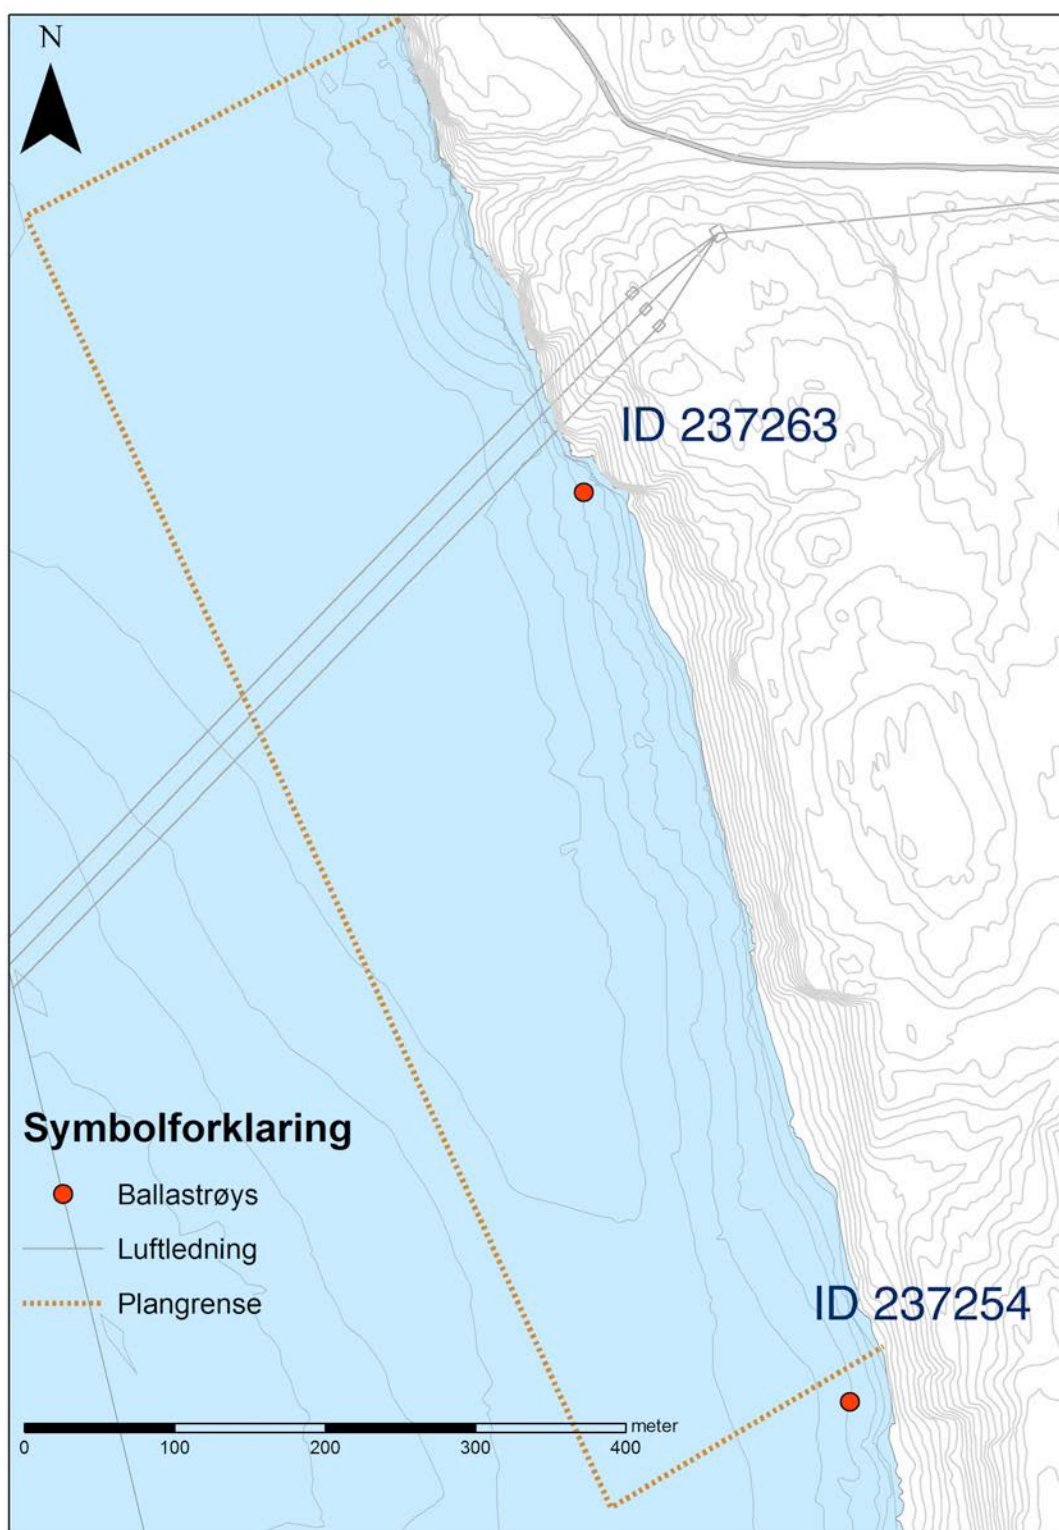 N
ID 237263
Symbolforklaring
Ballastrøys
Luftledning
Plangrense
ID 237254
meter
0 100 200 300 400